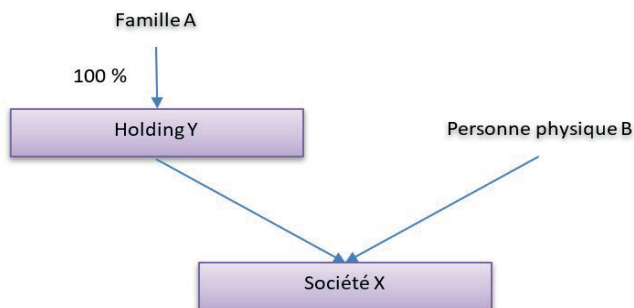 Famille A
100 %
Holding Y
Personne physique B
Société X